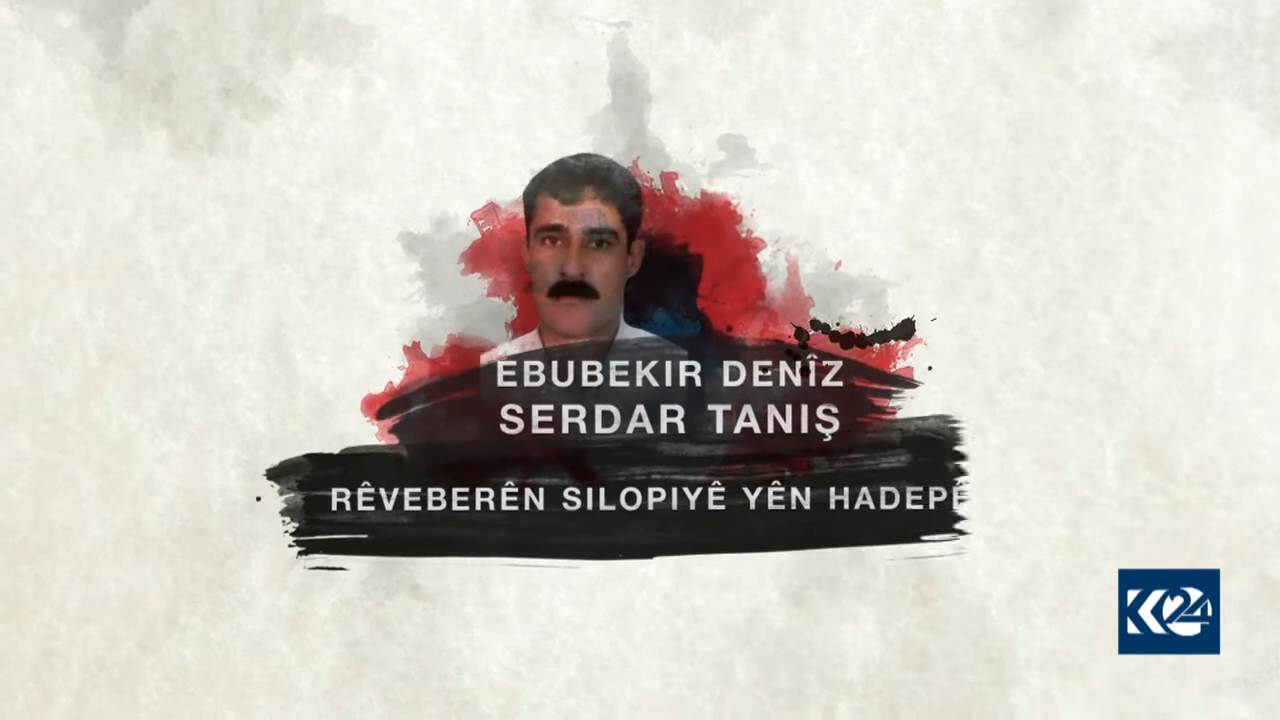 EBUBEKIR DENÎZ
SERDAR TANIŞ
RÊVEBERÊN SILOPIYÊ YÊN HADEPÊ
K24